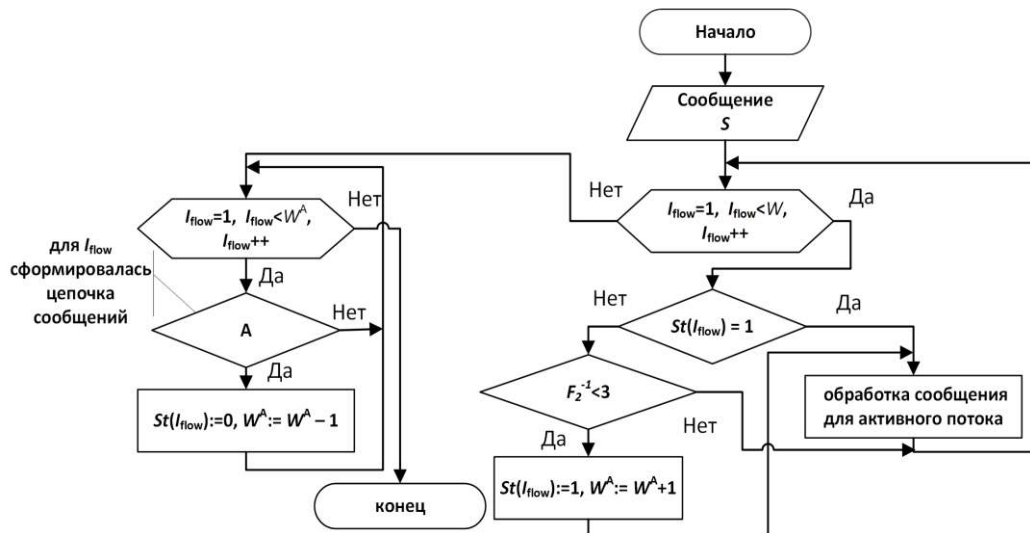 Начало
Сообщение
S
Нет
I_flow=1, I_flow<W,
I_flow++
Да
Нет
I_flow=1, I_flow<W^A,
I_flow++
для I_flow
сформировалась
цепочка
сообщений
Да
A
Нет
Да
St(I_flow):=0, W^A:= W^A – 1
конец
Нет
St(I_flow) = 1
Да
F_2^-1<3
Нет
Да
обработка сообщения
для активного потока
St(I_flow):=1, W^A:= W^A+1